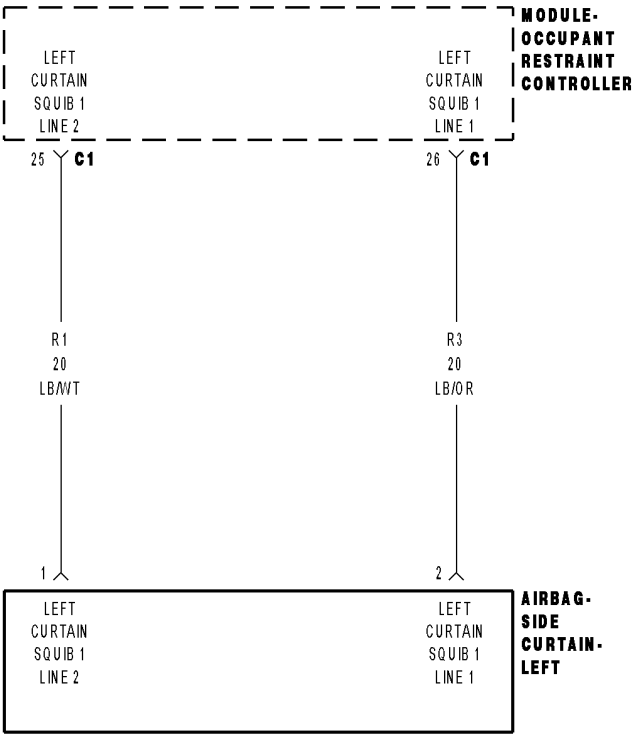 MODULE-
OCCUPANT
RESTRAINT
CONTROLLER
LEFT
CURTAIN
SQUIB 1
LINE 2
LEFT
CURTAIN
SQUIB 1
LINE 1
25 C1
26 C1
R1
20
LB/WT
R3
20
LB/OR
1
2
AIRBAG-
SIDE
CURTAIN-
LEFT
LEFT
CURTAIN
SQUIB 1
LINE 2
LEFT
CURTAIN
SQUIB 1
LINE 1